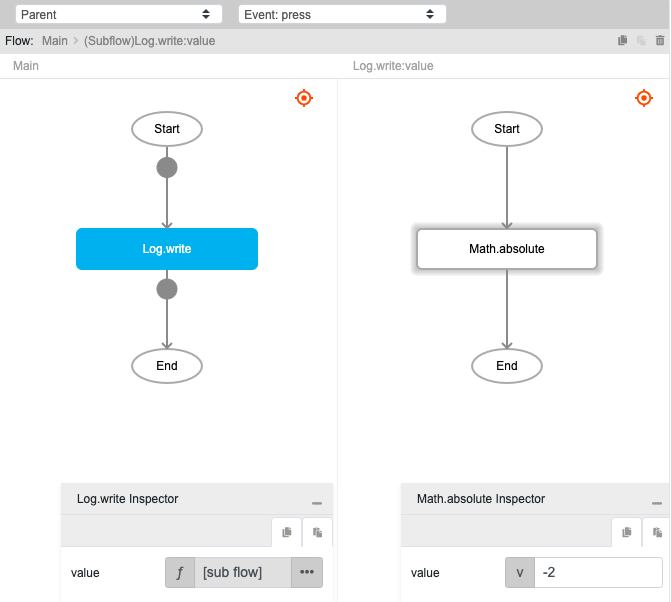 Parent Event: press
Flow: Main > (Subflow)Log.write:value
Main Log.write:value
Start Start
Log.write Math.absolute
End End
Log.write Inspector Math.absolute Inspector
value ƒ [sub flow] ••• value v -2